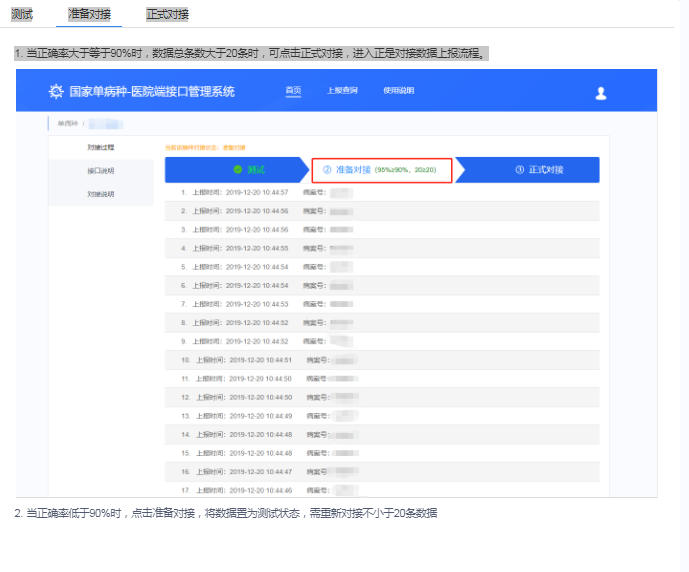 测试 准备对接 正式对接
1. 当正确率大于等于90%时，数据总条数大于20条时，可点击正式对接，进入正是对接数据上报流程。
国家单病种-医院端接口管理系统 首页 上报查询 使用说明
单病种 /
对接过程 当前该病种对接状态：准备对接
测试 ② 准备对接 (95%≥90%，20≥20) ③ 正式对接
接口说明
对接说明
1. 上报时间：2019-12-20 10:44:57 病案号：
2. 上报时间：2019-12-20 10:44:56 病案号：
3. 上报时间：2019-12-20 10:44:56 病案号：
4. 上报时间：2019-12-20 10:44:55 病案号：
5. 上报时间：2019-12-20 10:44:54 病案号：
6. 上报时间：2019-12-20 10:44:54 病案号：
7. 上报时间：2019-12-20 10:44:53 病案号：
8. 上报时间：2019-12-20 10:44:52 病案号：
9. 上报时间：2019-12-20 10:44:52 病案号：
10. 上报时间：2019-12-20 10:44:51 病案号：
11. 上报时间：2019-12-20 10:44:50 病案号：
12. 上报时间：2019-12-20 10:44:50 病案号：
13. 上报时间：2019-12-20 10:44:49 病案号：
14. 上报时间：2019-12-20 10:44:48 病案号：
15. 上报时间：2019-12-20 10:44:48 病案号：
16. 上报时间：2019-12-20 10:44:47 病案号
17. 上报时间：2019-12-20 10:44:46 病案号：
2. 当正确率低于90%时，点击准备对接，将数据置为测试状态，需重新对接不小于20条数据